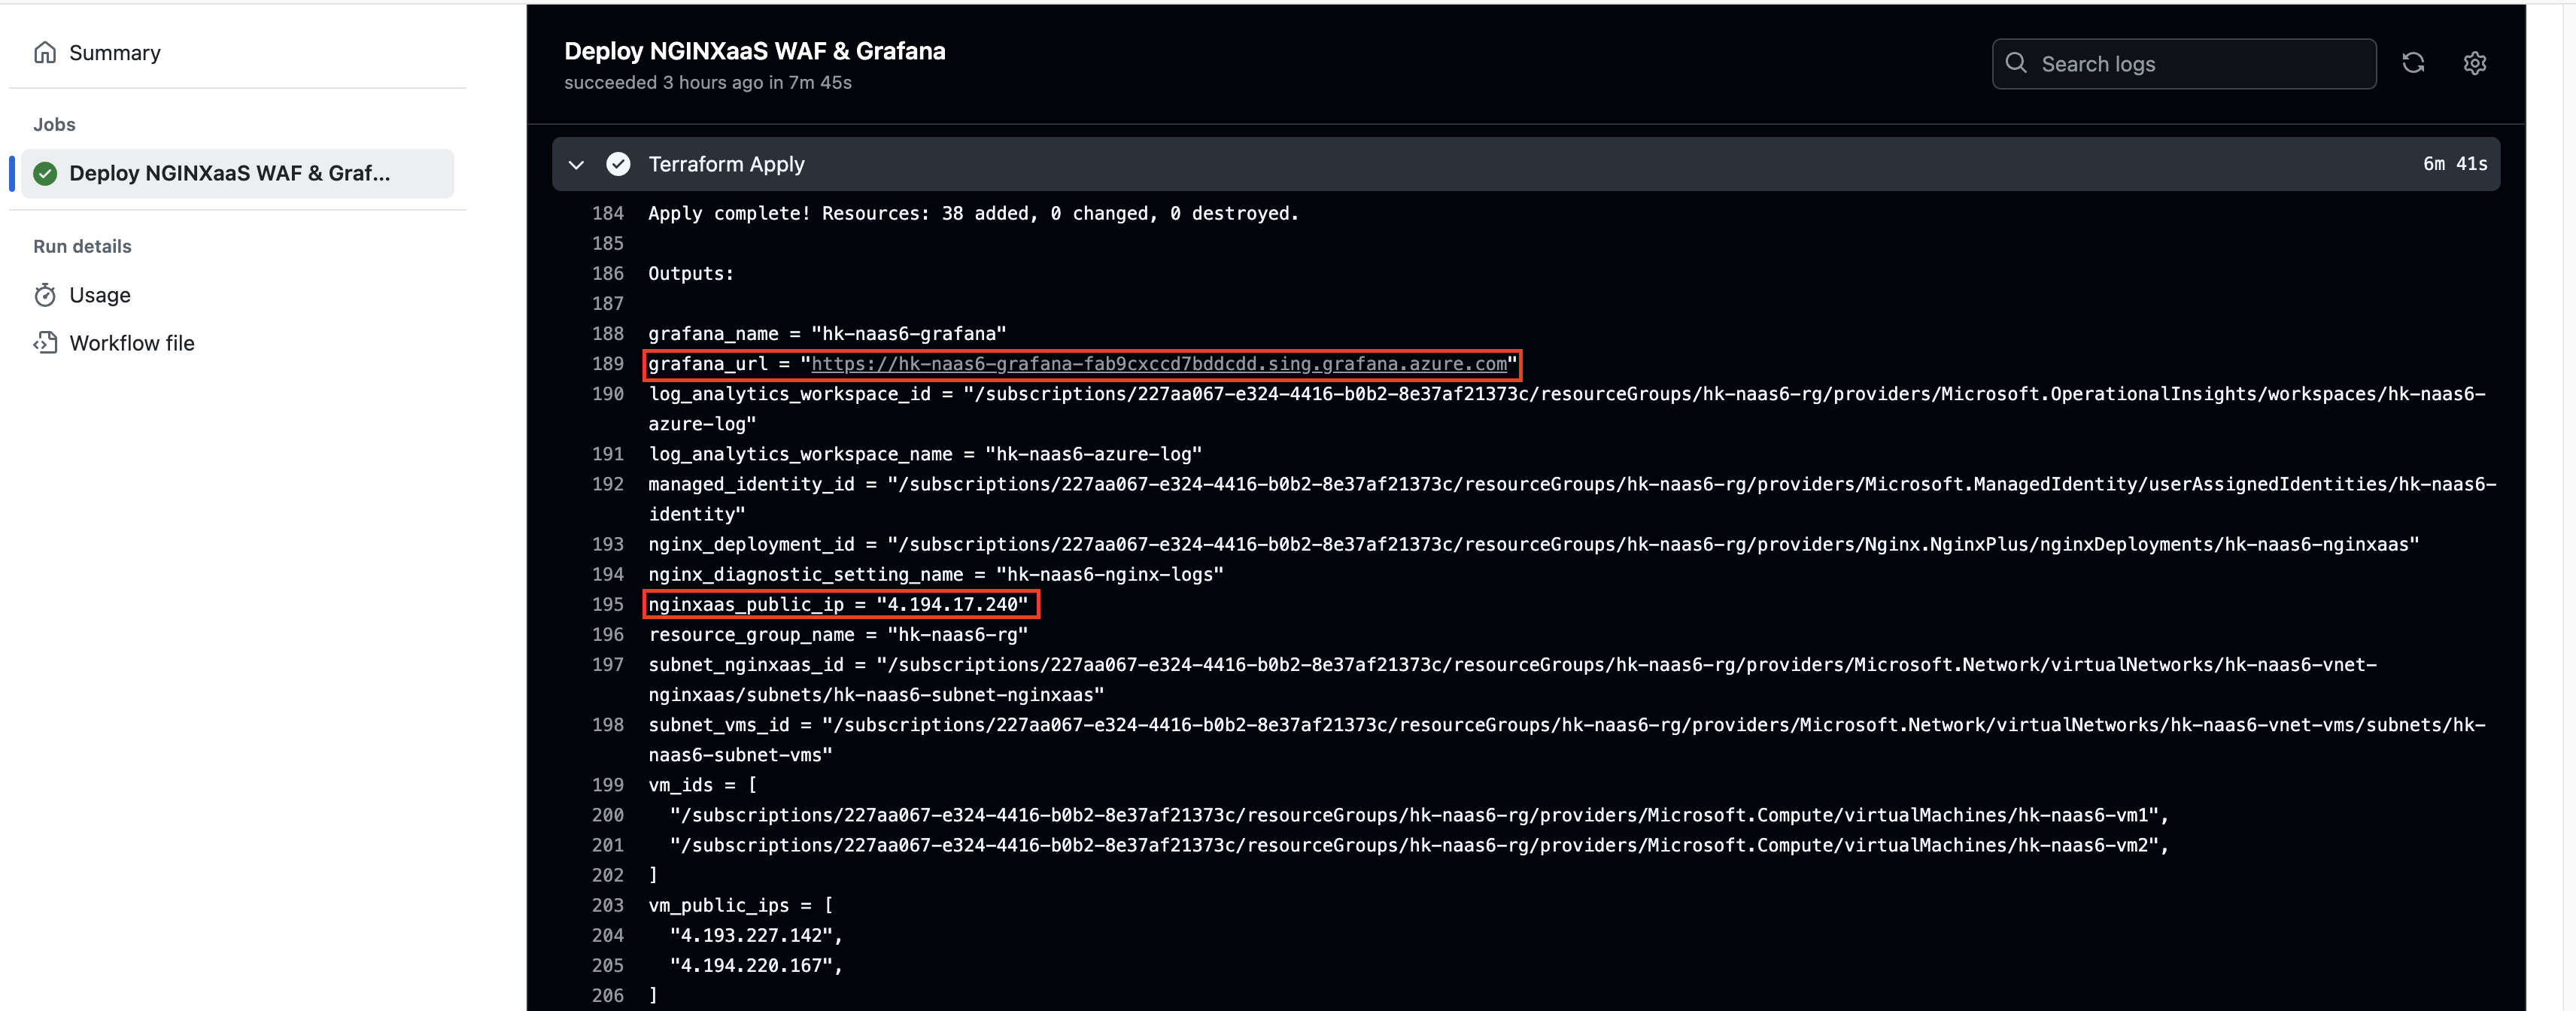 Summary
Jobs
Deploy NGINXaaS WAF & Graf...
Run details
Usage
Workflow file
Deploy NGINXaaS WAF & Grafana
succeeded 3 hours ago in 7m 45s
Search logs
Terraform Apply
6m 41s
184 Apply complete! Resources: 38 added, 0 changed, 0 destroyed.
185
186 Outputs:
187
188 grafana_name = "hk-naas6-grafana"
189 grafana_url = "https://hk-naas6-grafana-fab9cxccd7bddcdd.sing.grafana.azure.com"
190 log_analytics_workspace_id = "/subscriptions/227aa067-e324-4416-b0b2-8e37af21373c/resourceGroups/hk-naas6-rg/providers/Microsoft.OperationalInsights/workspaces/hk-naas6-
azure-log"
191 log_analytics_workspace_name = "hk-naas6-azure-log"
192 managed_identity_id = "/subscriptions/227aa067-e324-4416-b0b2-8e37af21373c/resourceGroups/hk-naas6-rg/providers/Microsoft.ManagedIdentity/userAssignedIdentities/hk-naas6-
identity"
193 nginx_deployment_id = "/subscriptions/227aa067-e324-4416-b0b2-8e37af21373c/resourceGroups/hk-naas6-rg/providers/Nginx.NginxPlus/nginxDeployments/hk-naas6-nginxaas"
194 nginx_diagnostic_setting_name = "hk-naas6-nginx-logs"
195 nginxaas_public_ip = "4.194.17.240"
196 resource_group_name = "hk-naas6-rg"
197 subnet_nginxaas_id = "/subscriptions/227aa067-e324-4416-b0b2-8e37af21373c/resourceGroups/hk-naas6-rg/providers/Microsoft.Network/virtualNetworks/hk-naas6-vnet-
nginxaas/subnets/hk-naas6-subnet-nginxaas"
198 subnet_vms_id = "/subscriptions/227aa067-e324-4416-b0b2-8e37af21373c/resourceGroups/hk-naas6-rg/providers/Microsoft.Network/virtualNetworks/hk-naas6-vnet-vms/subnets/hk-
naas6-subnet-vms"
199 vm_ids = [
200 "/subscriptions/227aa067-e324-4416-b0b2-8e37af21373c/resourceGroups/hk-naas6-rg/providers/Microsoft.Compute/virtualMachines/hk-naas6-vm1",
201 "/subscriptions/227aa067-e324-4416-b0b2-8e37af21373c/resourceGroups/hk-naas6-rg/providers/Microsoft.Compute/virtualMachines/hk-naas6-vm2",
202 ]
203 vm_public_ips = [
204 "4.193.227.142",
205 "4.194.220.167",
206 ]